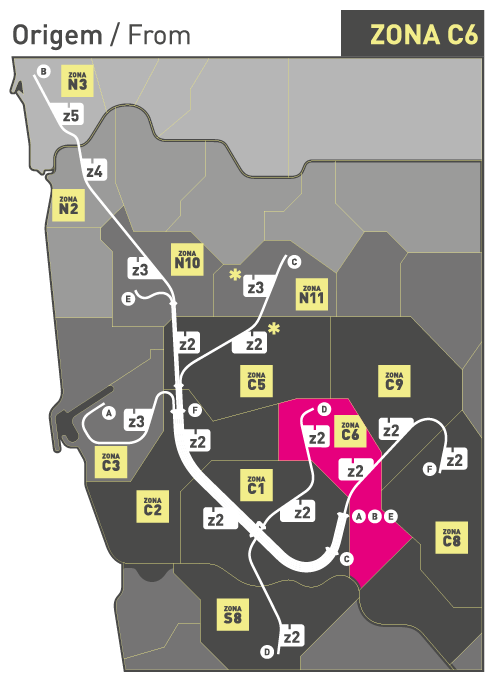 Origem / From
ZONA C6
B
ZONA
N3
z5
z4
ZONA
N2
z3
ZONA
N10
E
*
z3
C
ZONA
N11
z2
z2
*
ZONA
C5
ZONA
C9
A
z3
F
z2
D
z2
ZONA
C6
z2
ZONA
C3
z2
F
z2
ZONA
C2
ZONA
C1
z2
z2
A B E
C
ZONA
C8
ZONA
S8
z2
D